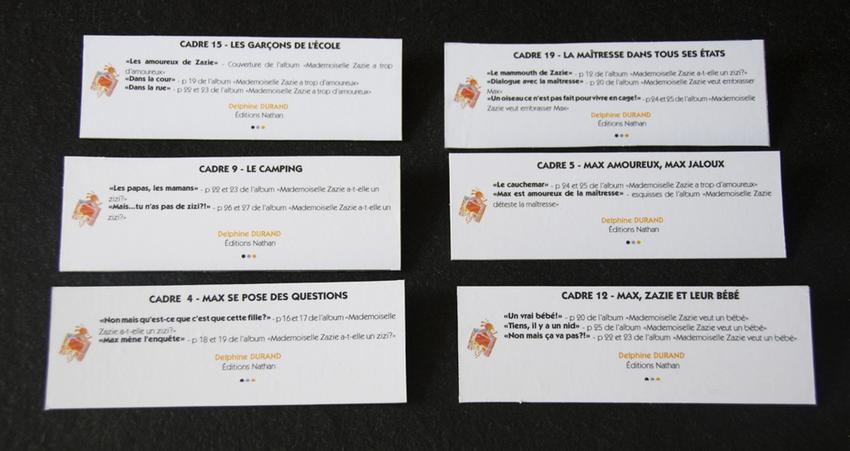 CADRE 15 - LES GARÇONS DE L'ÉCOLE
«Les amoureux de Zazie» - Couverture de l'album «Mademoiselle Zazie a trop
d'amoureux»
«Dans la cour» - p 19 de l'album «Mademoiselle Zazie a trop d'amoureux»
«Dans la rue» - p 22 et 23 de l'album «Mademoiselle Zazie a trop d'amoureux»
Delphine DURAND
Éditions Nathan
CADRE 19 - LA MAÎTRESSE DANS TOUS SES ÉTATS
«Le mammouth de Zazie» - p 12 de l'album «Mademoiselle Zazie a-t-elle un zizi?»
«Dialogue avec la maîtresse» - p 20 de l'album «Mademoiselle Zazie veut embrasser
Max»
«Un oiseau ce n'est pas fait pour vivre en cage!» - p 24 et 25 de l'album «Mademoiselle
Zazie veut embrasser Max»
Delphine DURAND
Éditions Nathan
CADRE 9 - LE CAMPING
«Les papas, les mamans» - p 22 et 23 de l'album «Mademoiselle Zazie a-t-elle un
zizi?»
«Mais...tu n'as pas de zizi?!» - p 26 et 27 de l'album «Mademoiselle Zazie a-t-elle un
zizi?»
Delphine DURAND
Éditions Nathan
CADRE 5 - MAX AMOUREUX, MAX JALOUX
«Le cauchemar» - p 24 et 25 de l'album «Mademoiselle Zazie a trop d'amoureux»
«Max est amoureux de la maîtresse» - esquisses de l'album «Mademoiselle Zazie
déteste la maîtresse»
Delphine DURAND
Éditions Nathan
CADRE 4 - MAX SE POSE DES QUESTIONS
«Non mais qu'est-ce que c'est que cette fille?» - p 16 et 17 de l'album «Mademoiselle
Zazie a-t-elle un zizi?»
«Max mène l'enquête» - p 18 et 19 de l'album «Mademoiselle Zazie a-t-elle un zizi?»
Delphine DURAND
Éditions Nathan
CADRE 12 - MAX, ZAZIE ET LEUR BÉBÉ
«Un vrai bébé!» - p 20 de l'album «Mademoiselle Zazie veut un bébé»
«Tiens, il y a un nid» - p 25 de l'album «Mademoiselle Zazie veut un bébé»
«Non mais ça va pas?!» - p 22 et 23 de l'album «Mademoiselle Zazie veut un bébé»
Delphine DURAND
Éditions Nathan